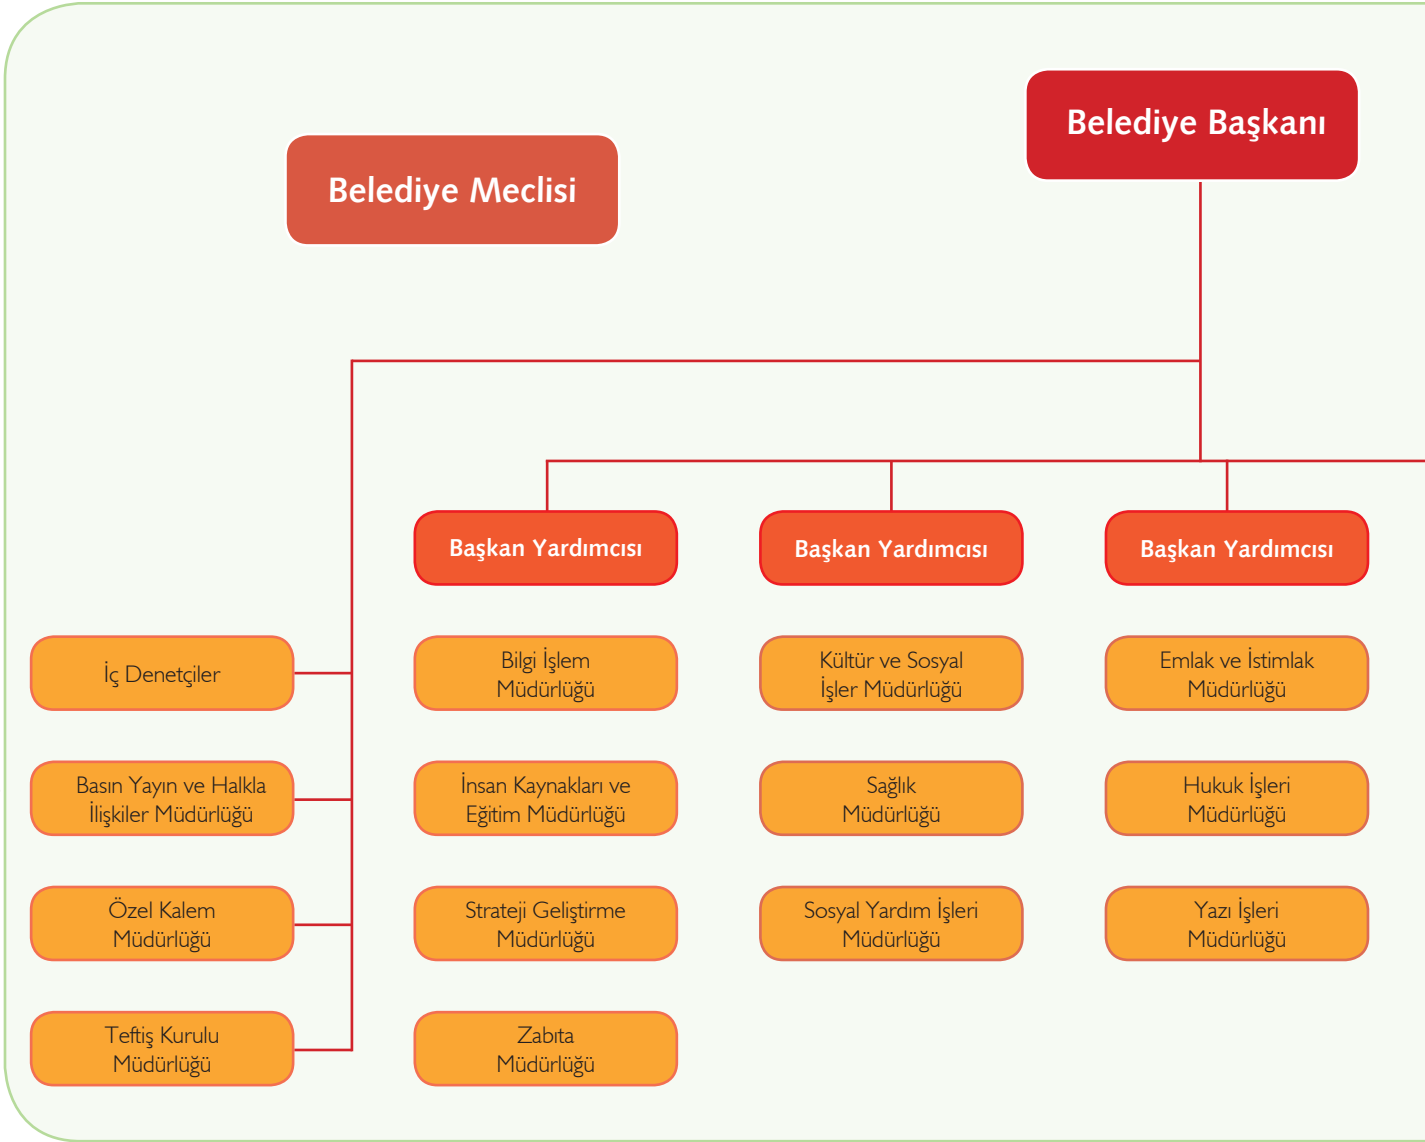 Belediye Başkanı
Belediye Meclisi
Başkan Yardımcısı
Başkan Yardımcısı
Başkan Yardımcısı
İç Denetçiler
Basın Yayın ve Halkla
İlişkiler Müdürlüğü
Özel Kalem
Müdürlüğü
Teftiş Kurulu
Müdürlüğü
Bilgi İşlem
Müdürlüğü
İnsan Kaynakları ve
Eğitim Müdürlüğü
Strateji Geliştirme
Müdürlüğü
Zabıta
Müdürlüğü
Kültür ve Sosyal
İşler Müdürlüğü
Sağlık
Müdürlüğü
Sosyal Yardım İşleri
Müdürlüğü
Emlak ve İstimlak
Müdürlüğü
Hukuk İşleri
Müdürlüğü
Yazı İşleri
Müdürlüğü